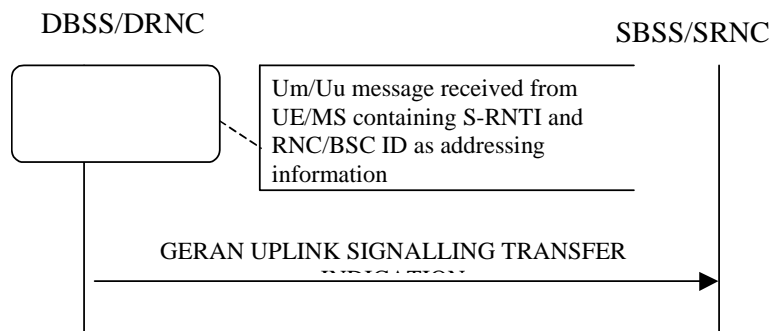 DBSS/DRNC
SBSS/SRNC
Um/Uu message received from
UE/MS containing S-RNTI and
RNC/BSC ID as addressing
information
GERAN UPLINK SIGNALLING TRANSFER
INDICATION